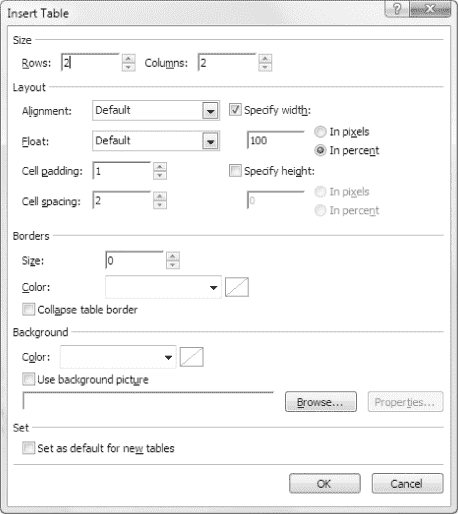 Insert Table
Size
Rows: 2 Columns: 2
Layout
Alignment: Default Specify width:
Float: Default 100 In pixels
In percent
Cell padding: 1 Specify height:
Cell spacing: 2 0 In pixels
In percent
Borders
Size: 0
Color:
Collapse table border
Background
Color:
Use background picture
Browse... Properties...
Set
Set as default for new tables
OK Cancel